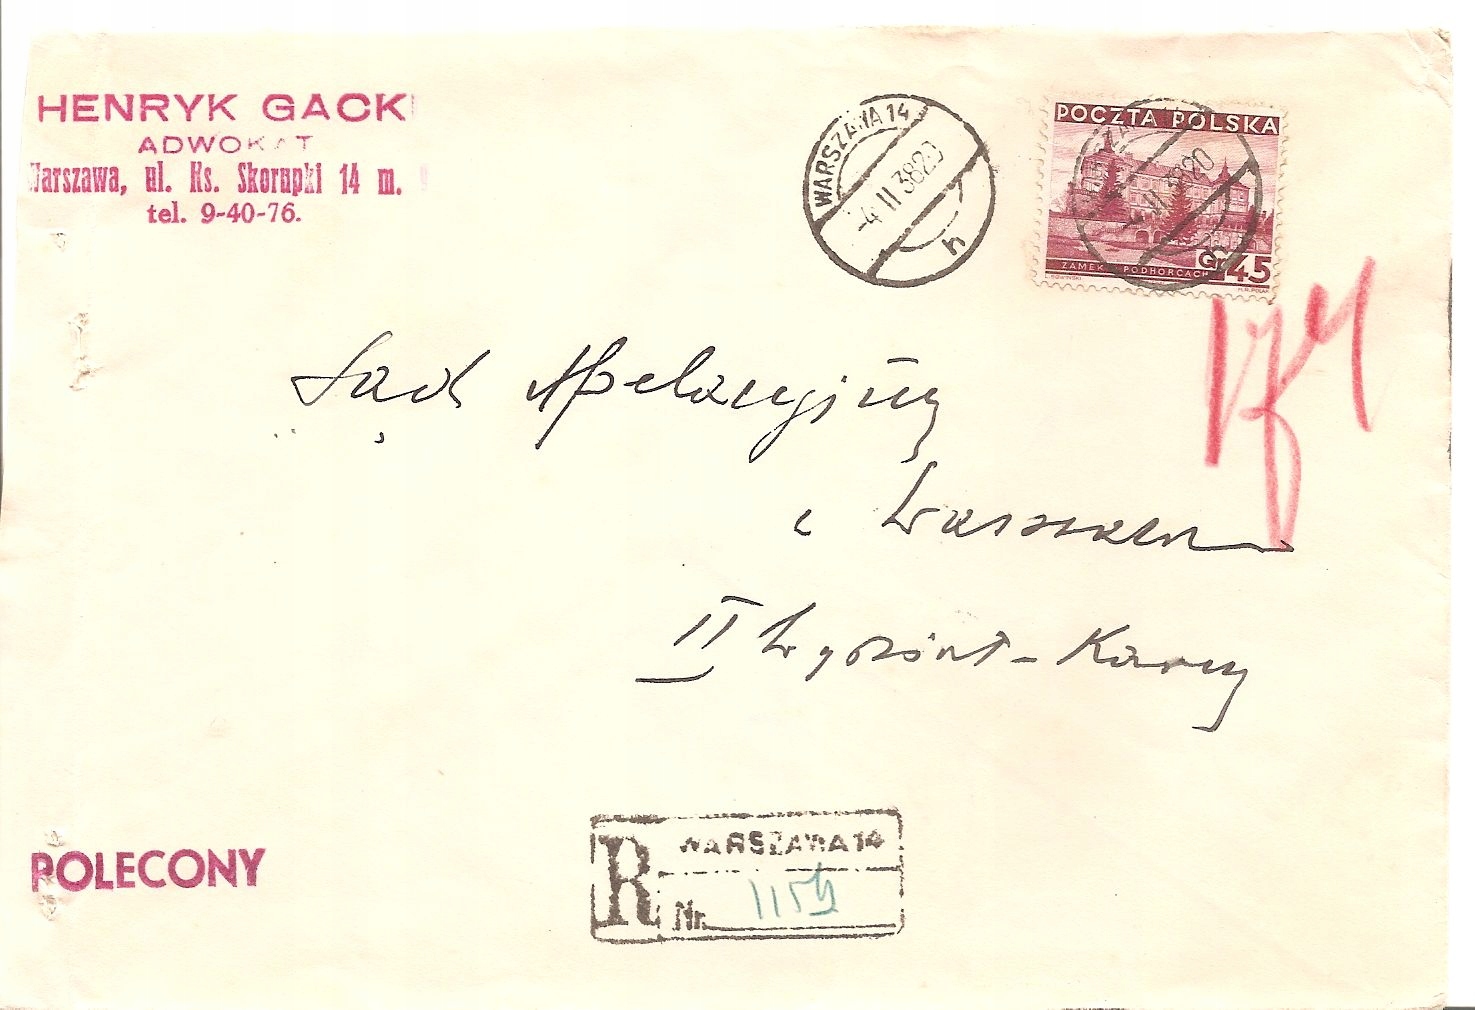 HENRYK GACKI
ADWOKAT
Warszawa, ul. Ks. Skorupki 14 m.
tel. 9-40-76.
WARSZAWA 14
-4 II 38 20
h
POCZTA POLSKA
ZAMEK W PODHORCACH
Gr 45
Sąd Apelacyjny
w Warszawie
II Wydział - Karny
POLECONY
R
WARSZAWA 14
Nr.